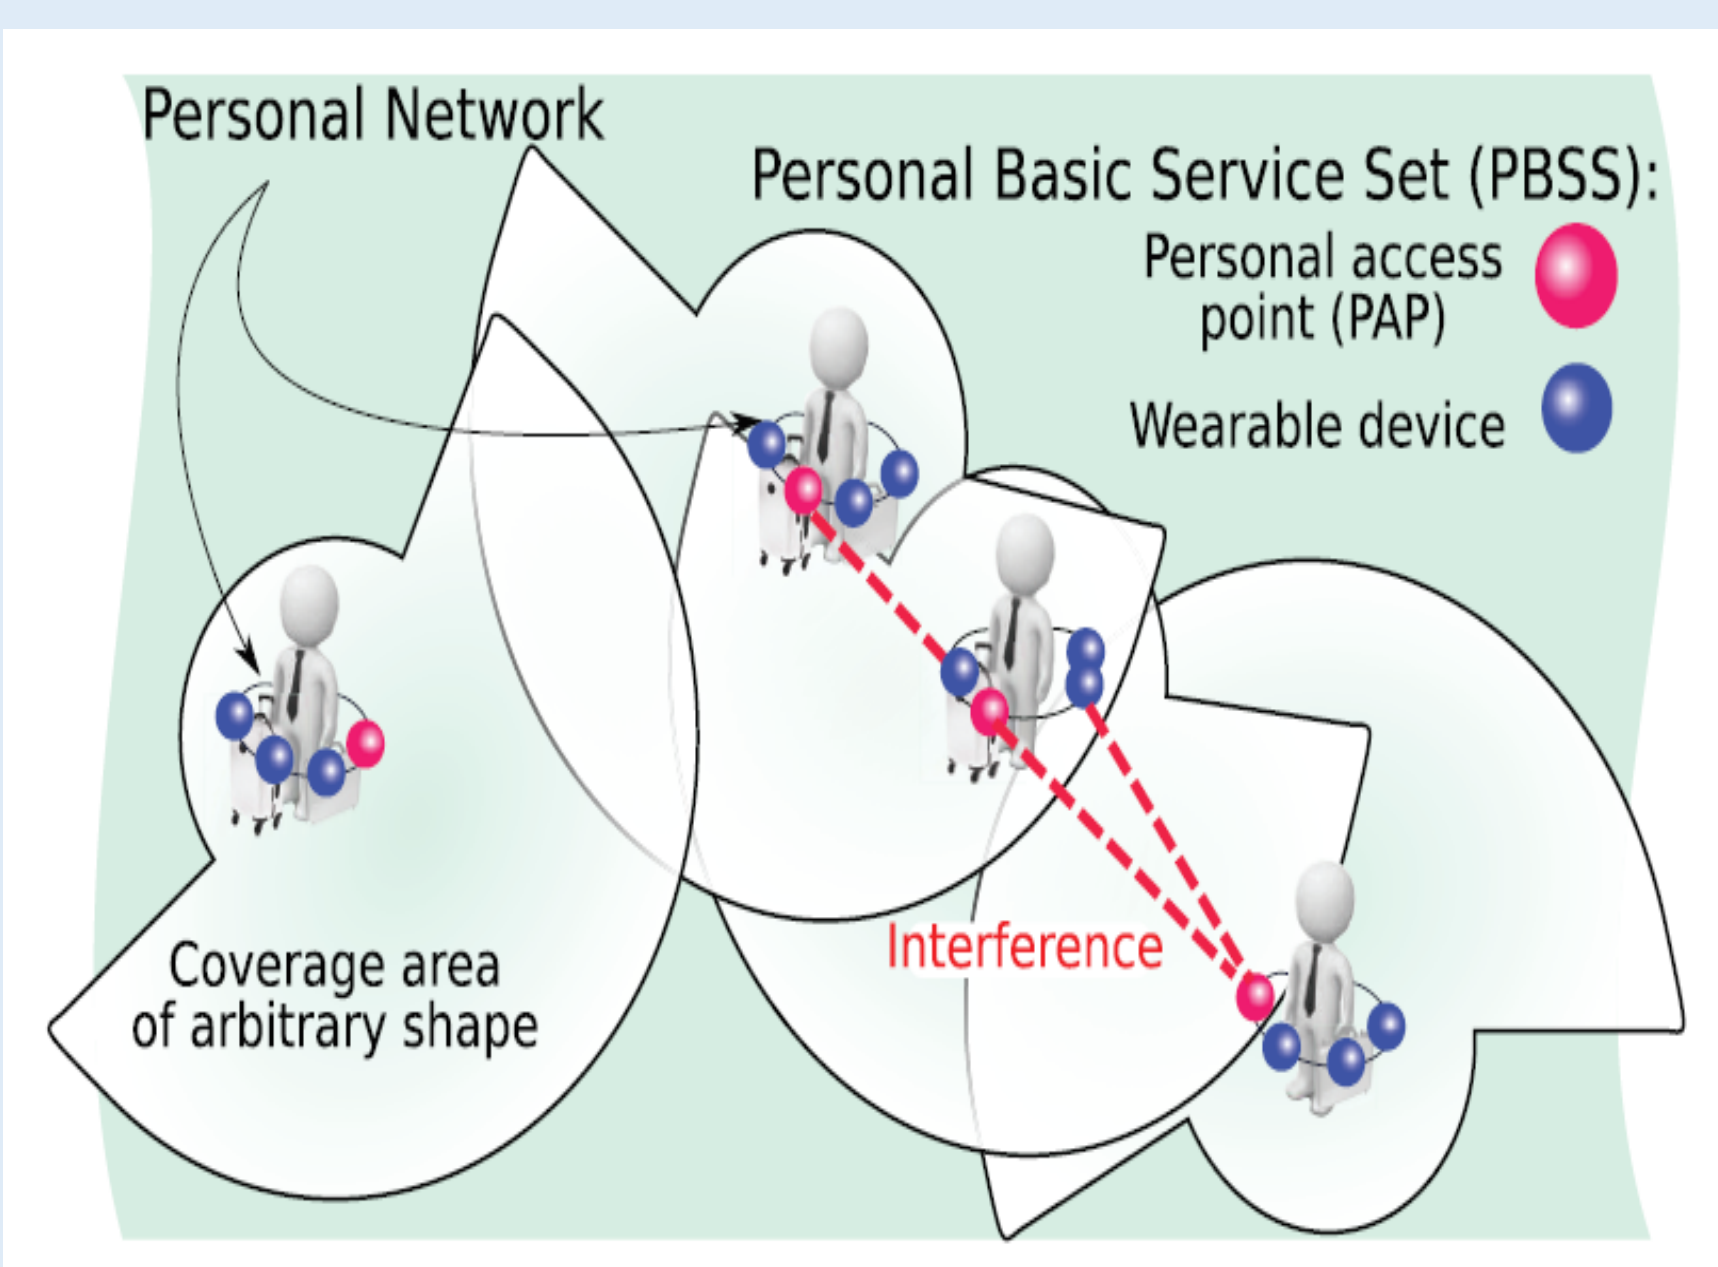 Personal Network
Personal Basic Service Set (PBSS):
Personal access
point (PAP)
Wearable device
Interference
Coverage area
of arbitrary shape